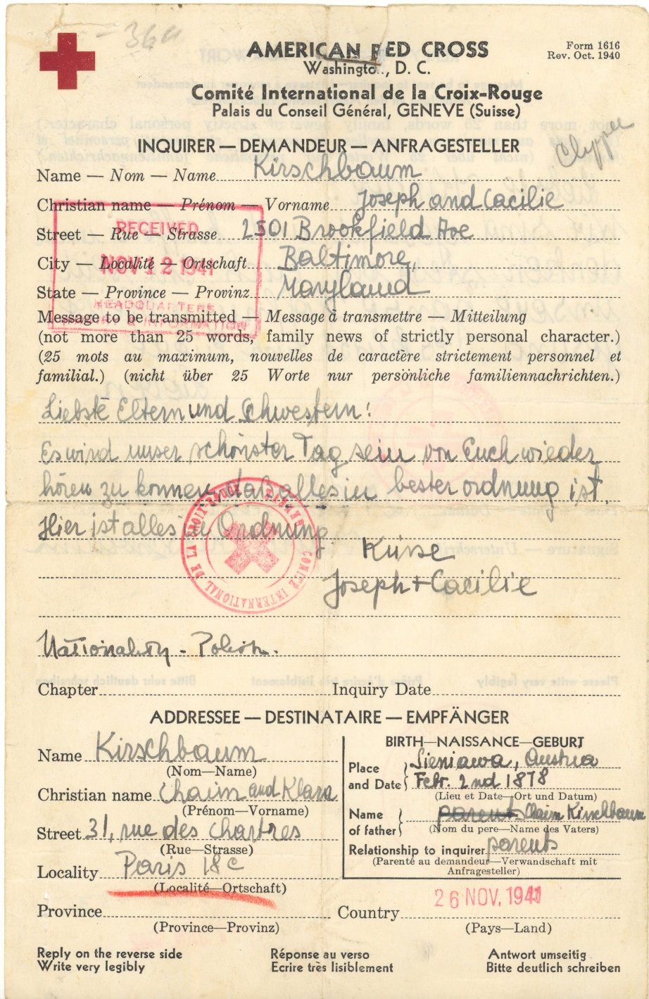 36a
AMERICAN RED CROSS
Form 1616
Rev. Oct. 1940
Washington, D. C.
Comité International de la Croix-Rouge
Palais du Conseil Général, GENEVE (Suisse)
Clyper
INQUIRER — DEMANDEUR — ANFRAGESTELLER
Name — Nom — Name Kirschbaum
Christian name — Prénom — Vorname Joseph and Cacilie
Street — Rue — Strasse 2501 Brookfield Ave
City — Localité — Ortschaft Baltimore,
State — Province — Provinz Maryland
RECEIVED
NOV 12 1941
HEADQUARTERS
& INFORMATION
Message to be transmitted — Message à transmettre — Mitteilung
(not more than 25 words, family news of strictly personal character.)
(25 mots au maximum, nouvelles de caractère strictement personnel et
familial.) (nicht über 25 Worte nur persönliche familiennachrichten.)
Liebste Eltern und Schwestern!
Es wird unser schönster Tag sein von Euch wieder
hören zu konnen, daß alles in bester ordnung ist.
Hier ist alles in Ordnung.
Küsse
Joseph + Cacilie
COMITÉ INTERNATIONAL DE LA CROIX-ROUGE GENÈVE
Nationality - Polish.
Chapter Inquiry Date
ADDRESSEE — DESTINATAIRE — EMPFÄNGER
Name Kirschbaum
(Nom—Name)
Christian name Chaim and Klara
(Prénom—Vorname)
Street 31, rue des Chartres
(Rue—Strasse)
Locality Paris 18e
(Localité—Ortschaft)
Province
(Province—Provinz)
BIRTH—NAISSANCE—GEBURT
Place and Date Sieniawa, Austria
Febr. 2nd 1878
(Lieu et Date—Ort und Datum)
Name of father parents Chaim Kirschbaum
(Nom du pere—Name des Vaters)
Relationship to inquirer parents
(Parenté au demandeur—Verwandschaft mit
Anfragesteller)
26 NOV. 1941
Country
(Pays—Land)
Reply on the reverse side
Write very legibly
Réponse au verso
Ecrire très lisiblement
Antwort umseitig
Bitte deutlich schreiben